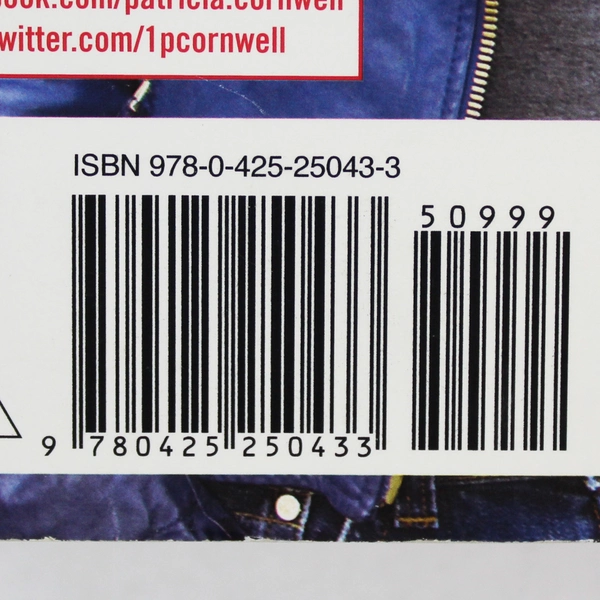 ook.com/patricia.cornwell
witter.com/1pcornwell
ISBN 978-0-425-25043-3
50999
9 780425 250433